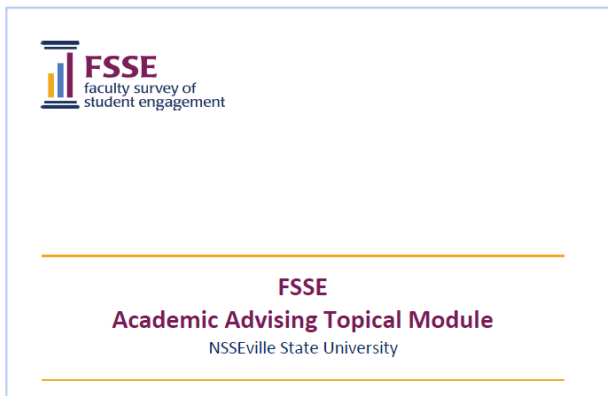 FSSE
faculty survey of
student engagement
FSSE
Academic Advising Topical Module
NSSEville State University